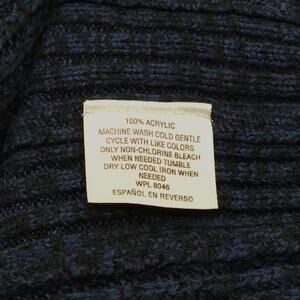 100% ACRYLIC
MACHINE WASH COLD GENTLE
CYCLE WITH LIKE COLORS
ONLY NON-CHLORINE BLEACH
WHEN NEEDED TUMBLE
DRY LOW COOL IRON WHEN
NEEDED
WPL 8046
ESPAÑOL EN REVERSO